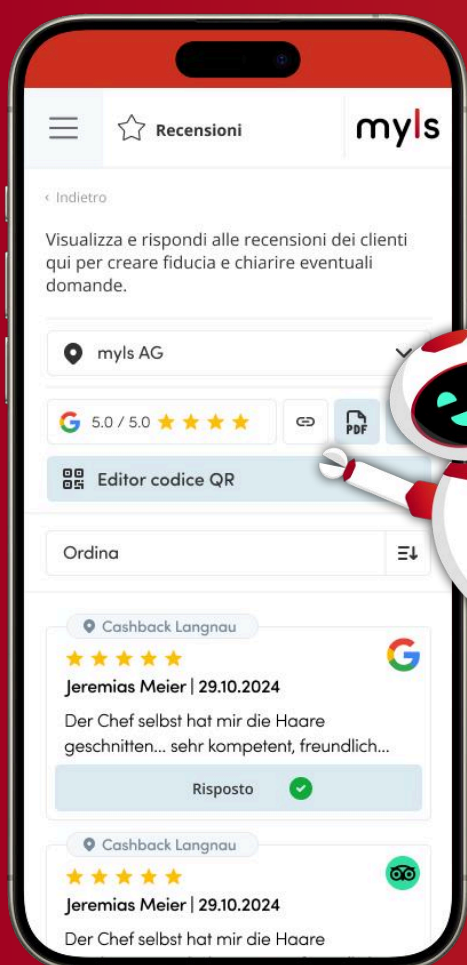 Recensioni
myls
‹ Indietro
Visualizza e rispondi alle recensioni dei clienti
qui per creare fiducia e chiarire eventuali
domande.
myls AG
5.0 / 5.0
PDF
Editor codice QR
Ordina
Cashback Langnau
Jeremias Meier | 29.10.2024
Der Chef selbst hat mir die Haare
geschnitten... sehr kompetent, freundlich...
Risposto
Cashback Langnau
Jeremias Meier | 29.10.2024
Der Chef selbst hat mir die Haare